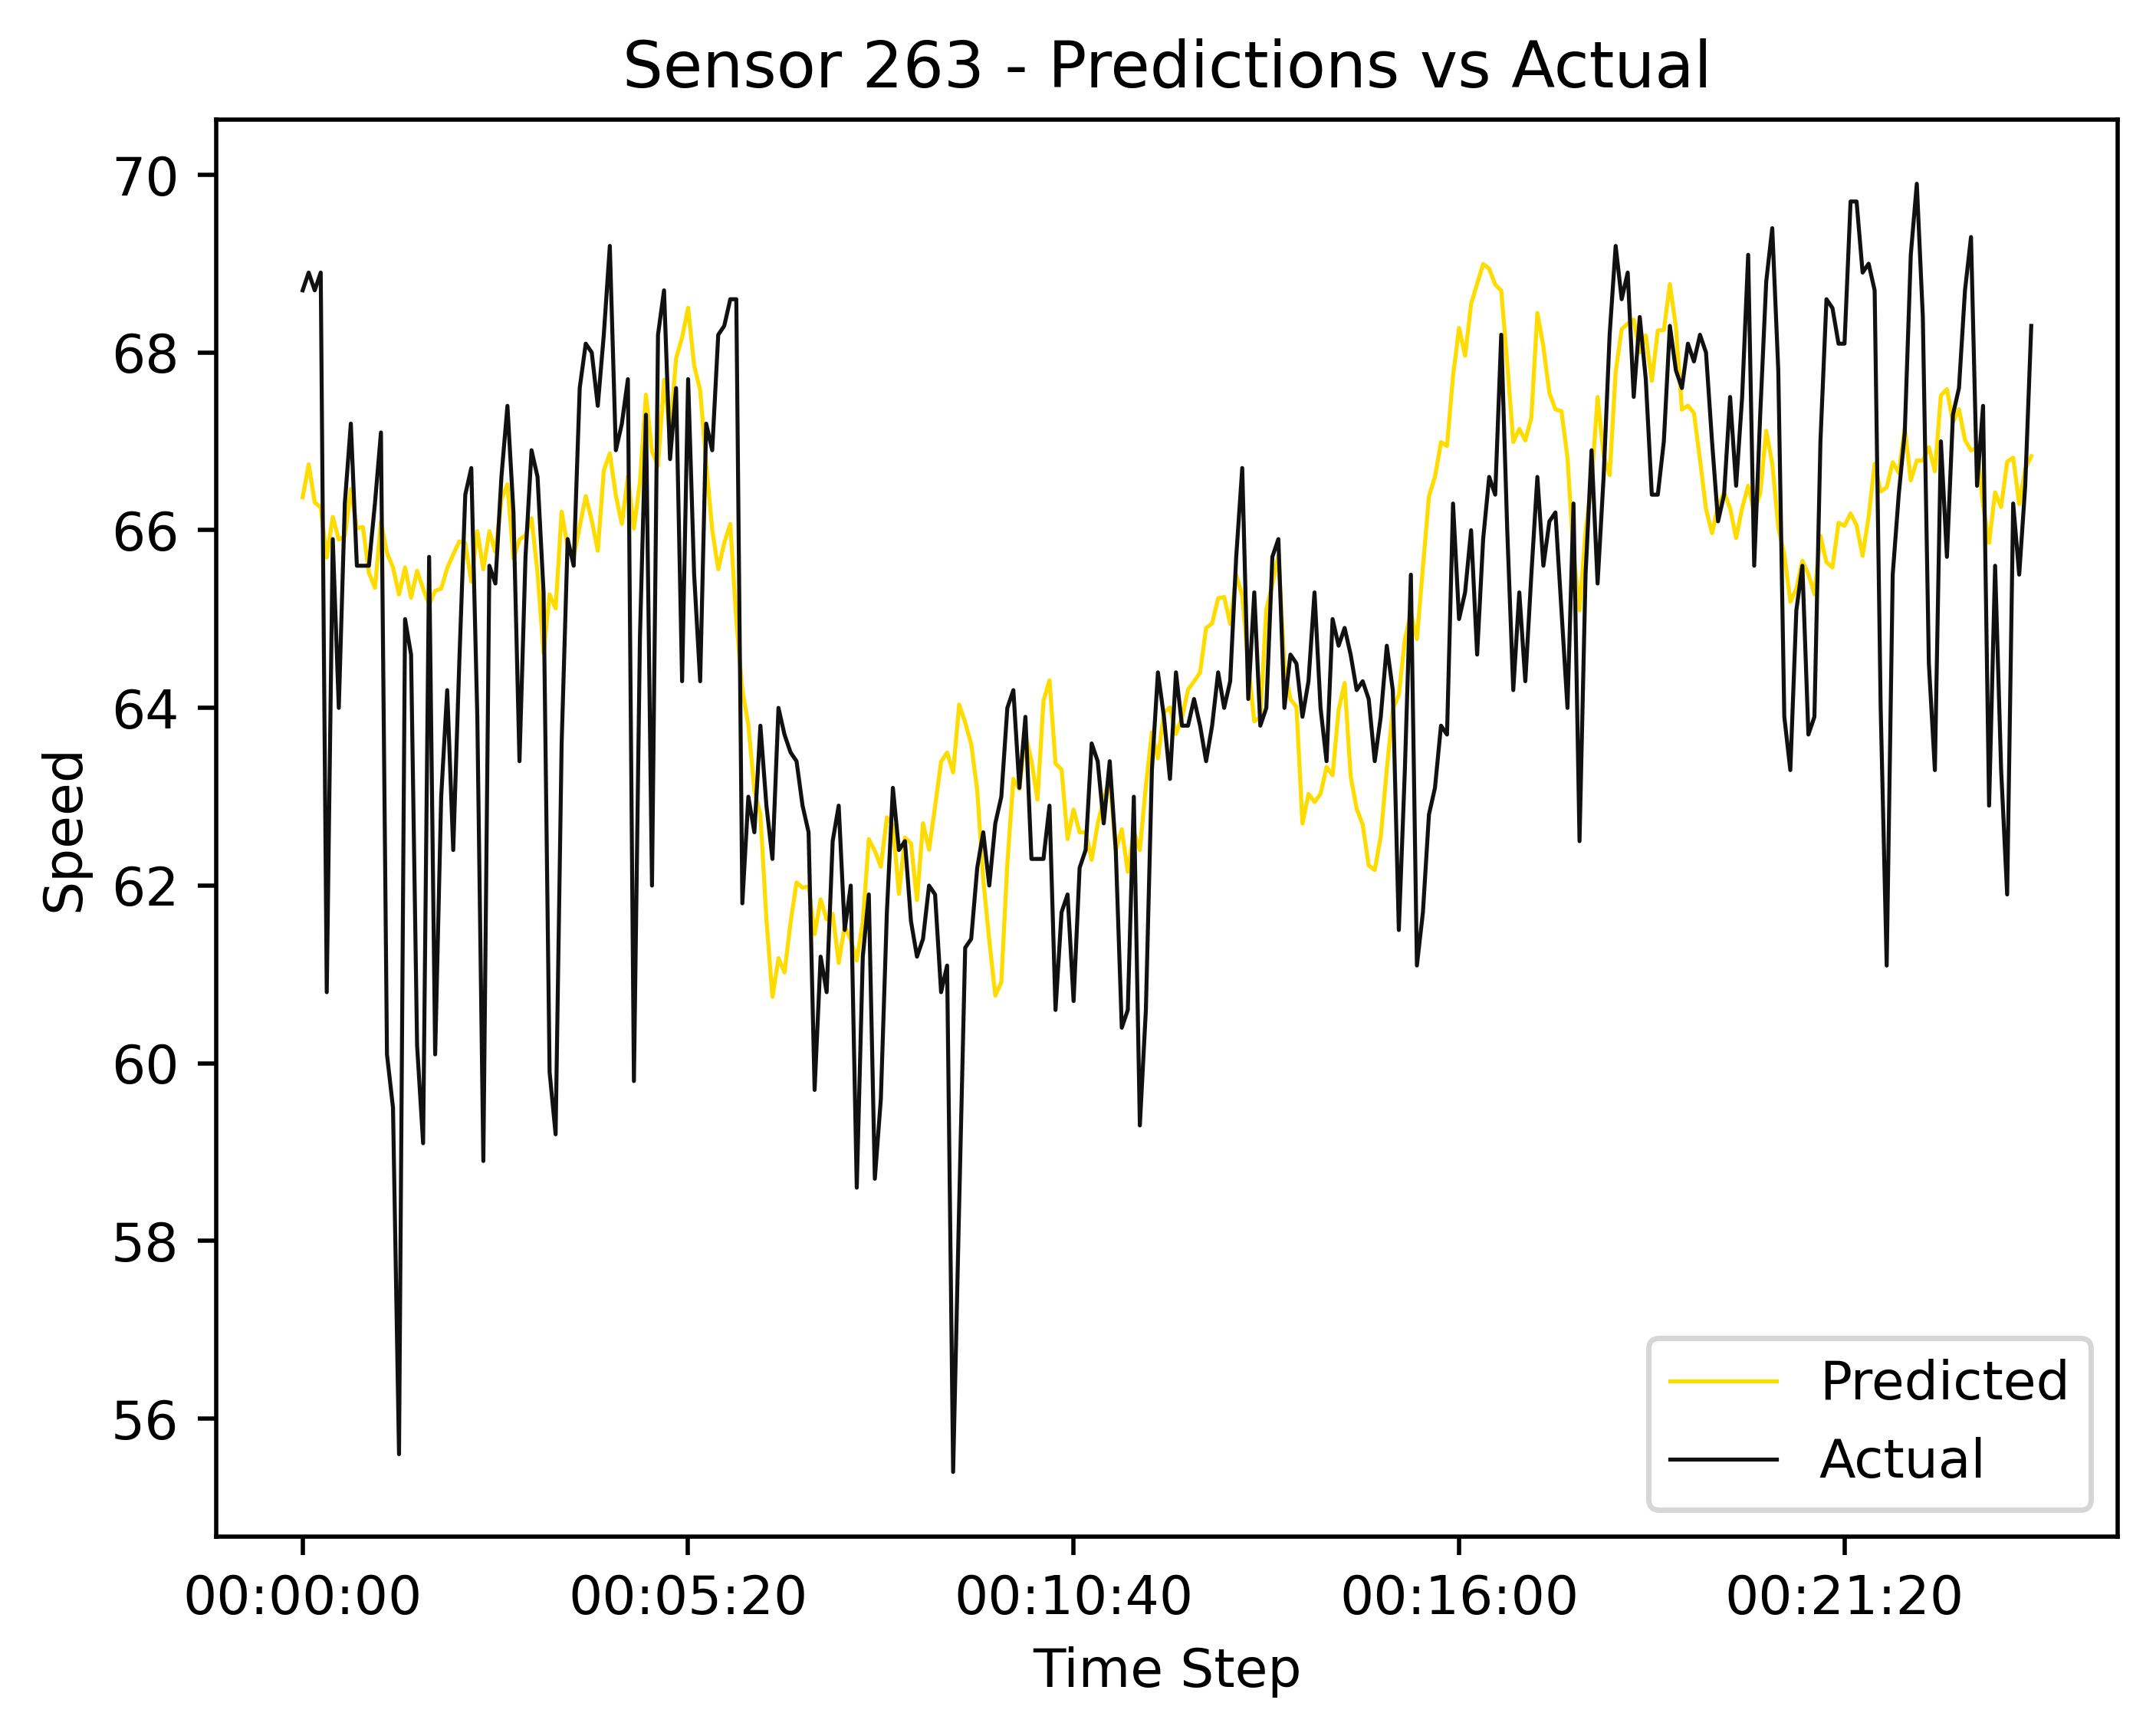 Sensor 263 - Predictions vs Actual
70
68
66
64
62
60
58
56
Speed
Predicted
Actual
00:00:00 00:05:20 00:10:40 00:16:00 00:21:20
Time Step